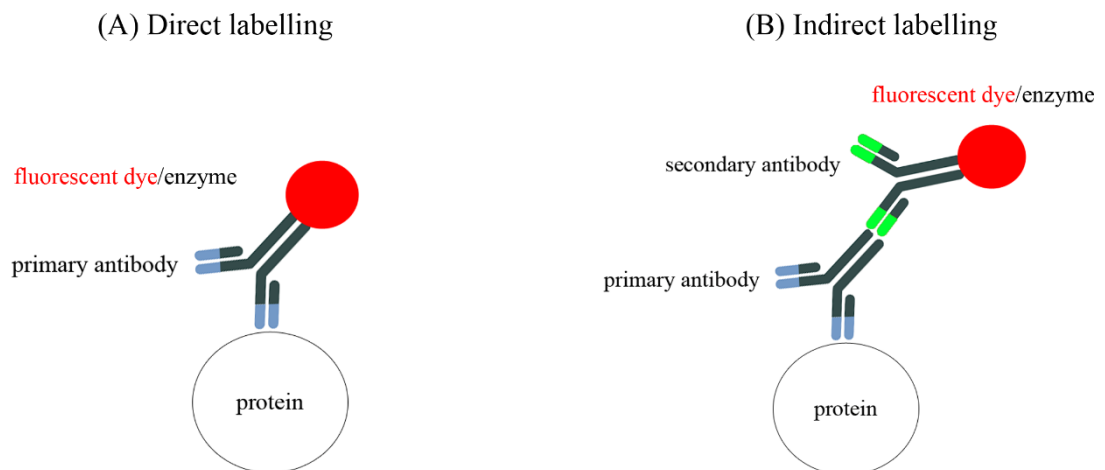 (A) Direct labelling
fluorescent dye/enzyme
primary antibody
protein
(B) Indirect labelling
fluorescent dye/enzyme
secondary antibody
primary antibody
protein